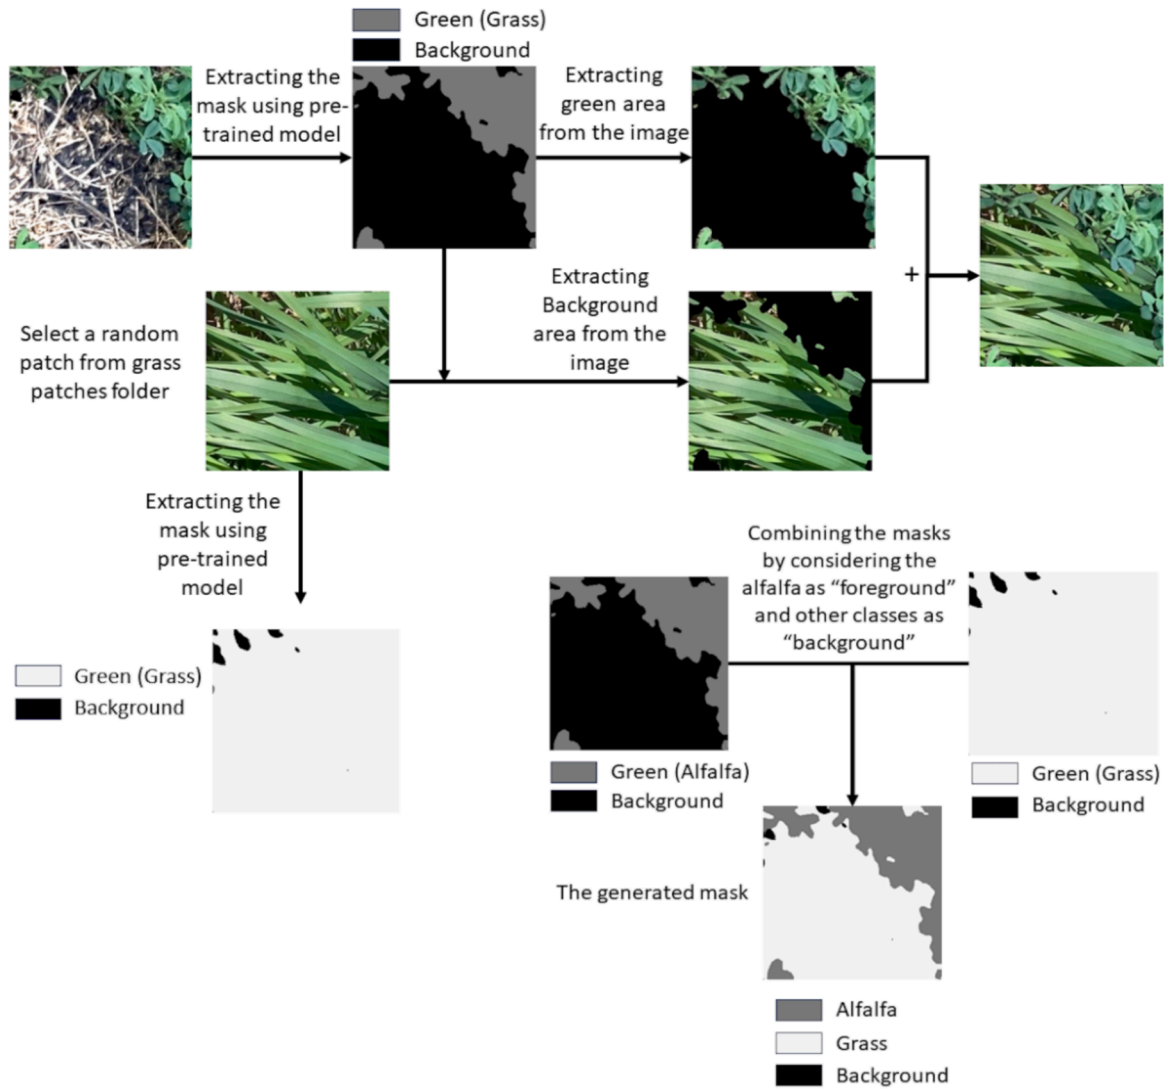 Green (Grass)
Background
Extracting the
mask using pre-
trained model
Extracting
green area
from the image
+
Extracting
Background
area from the
image
Select a random
patch from grass
patches folder
Extracting the
mask using
pre-trained
model
Green (Grass)
Background
Combining the masks
by considering the
alfalfa as “foreground”
and other classes as
“background”
Green (Alfalfa)
Background
Green (Grass)
Background
The generated mask
Alfalfa
Grass
Background